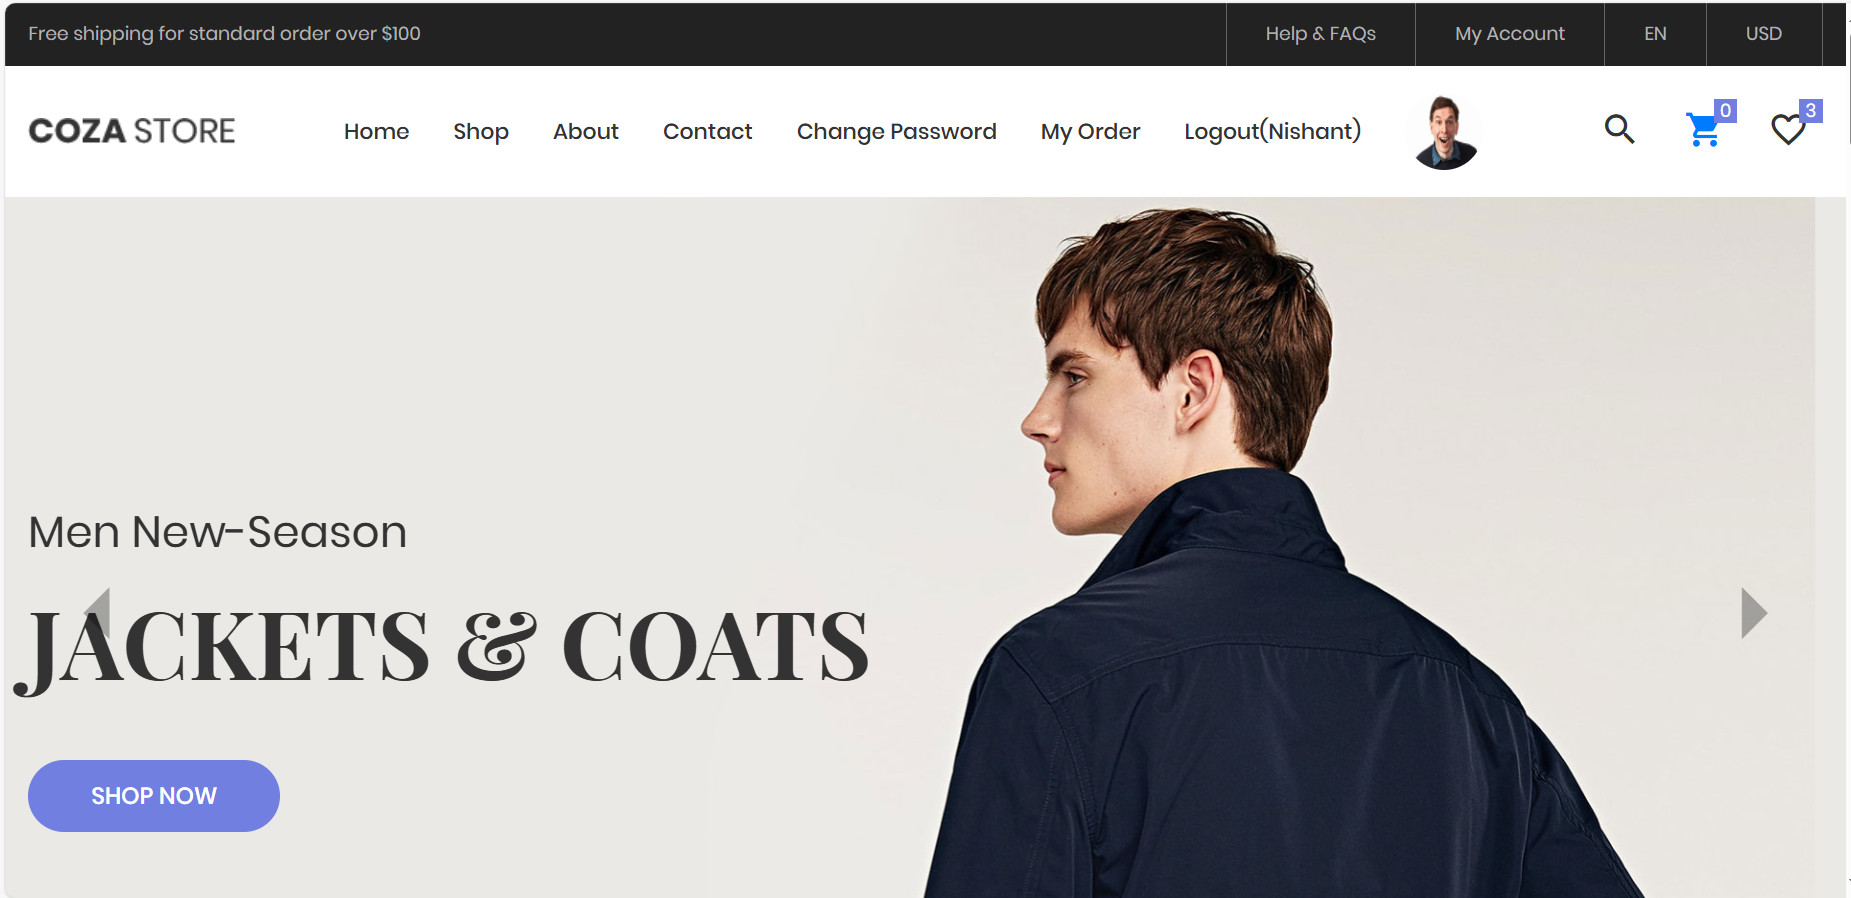 Free shipping for standard order over $100
Help & FAQs
My Account
EN
USD
COZA STORE
Home
Shop
About
Contact
Change Password
My Order
Logout(Nishant)
0
3
Men New-Season
JACKETS & COATS
SHOP NOW